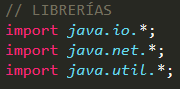 // LIBRERÍAS
import java.io.*;
import java.net.*;
import java.util.*;